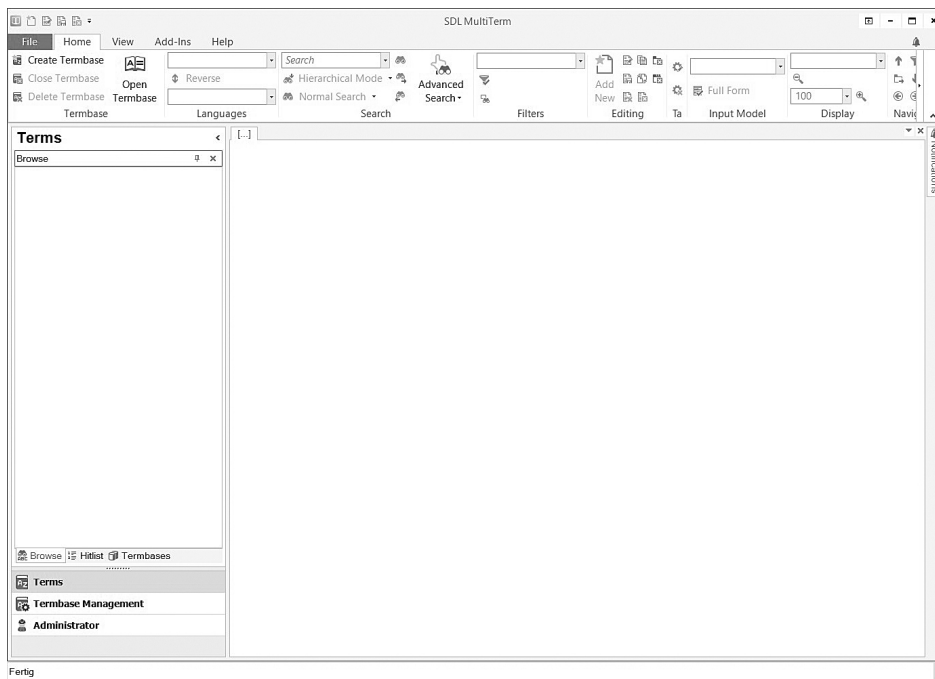 SDL MultiTerm
File Home View Add-Ins Help
Create Termbase
Close Termbase
Delete Termbase
Open Termbase
Termbase
Reverse
Languages
Search
Hierarchical Mode
Normal Search
Advanced Search
Search
Filters
Add New
Editing
Ta
Full Form
Input Model
100
Display
Navig
Terms
[...]
Notifications
Browse
Browse Hitlist Termbases
Terms
Termbase Management
Administrator
Fertig